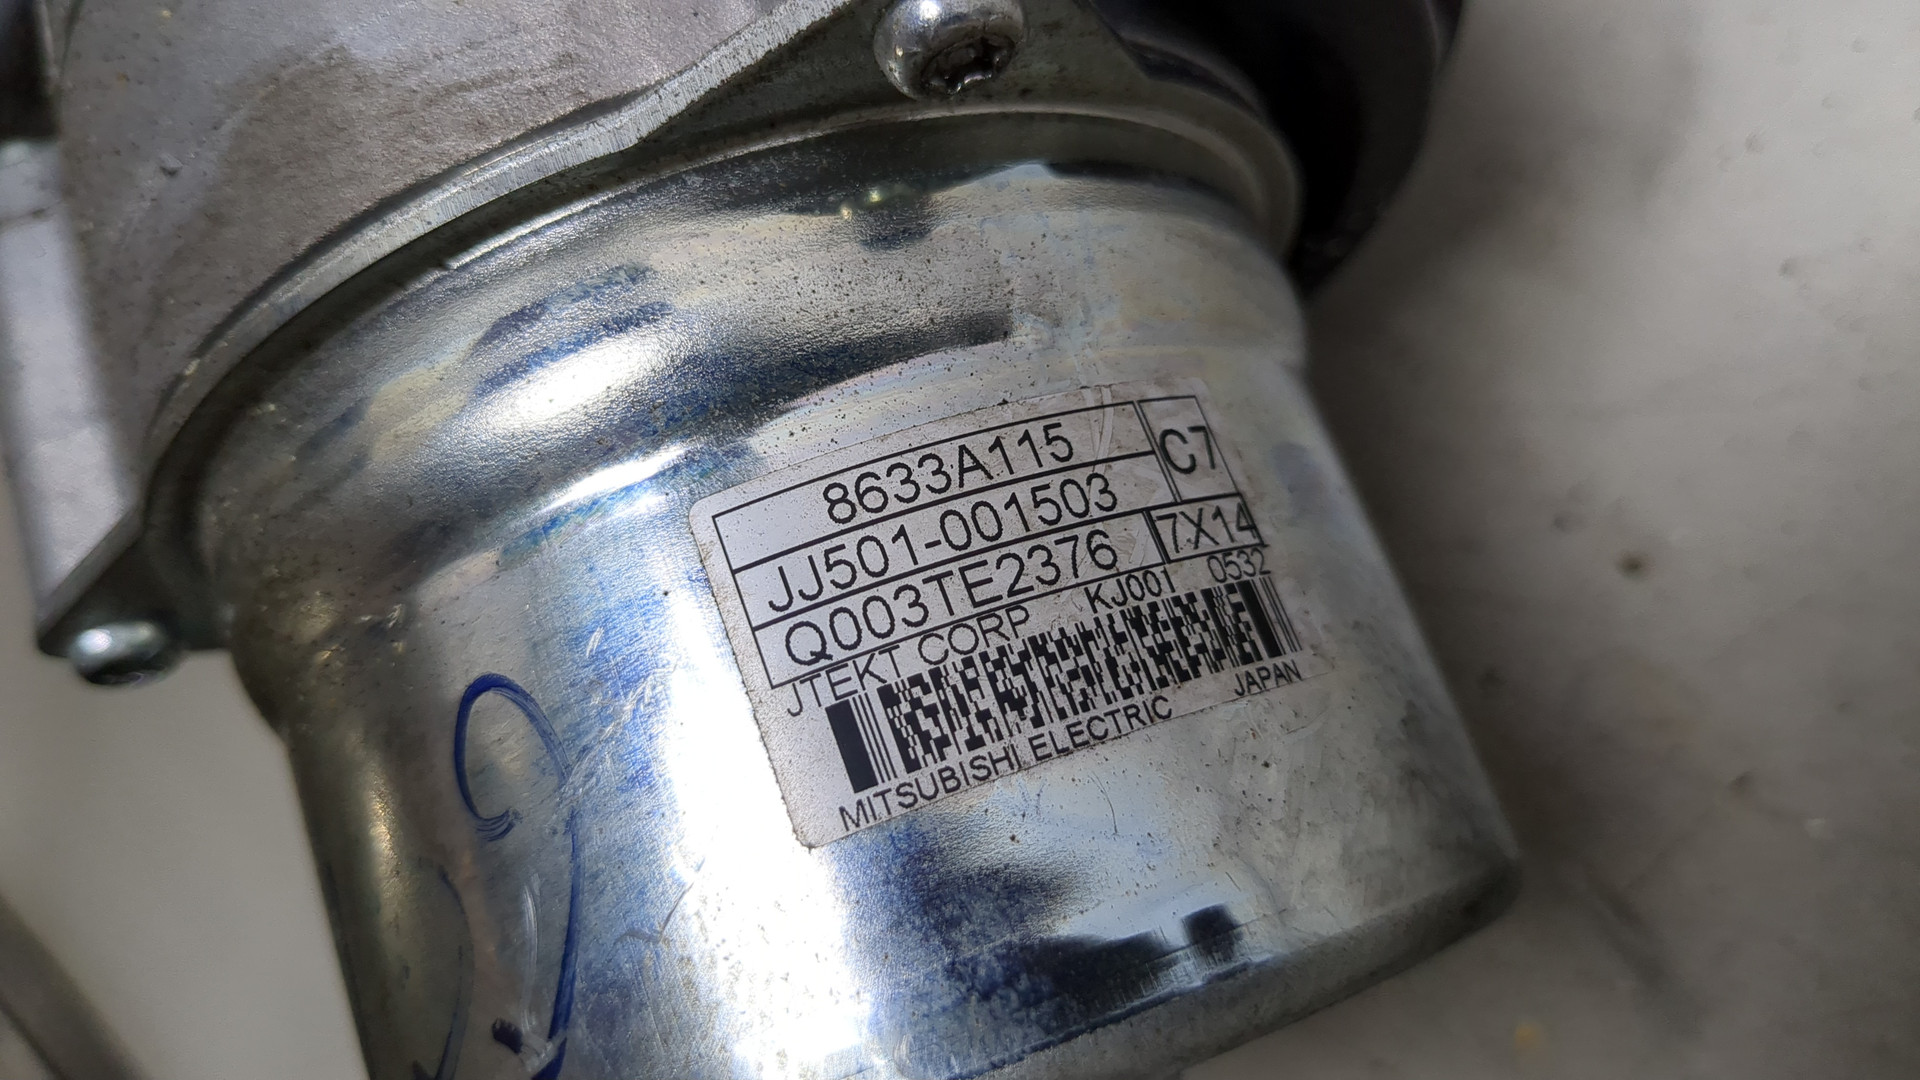 8633A115 C7
JJ501-001503
Q003TE2376 7X14
JTEKT CORP KJ001 0532
MITSUBISHI ELECTRIC JAPAN